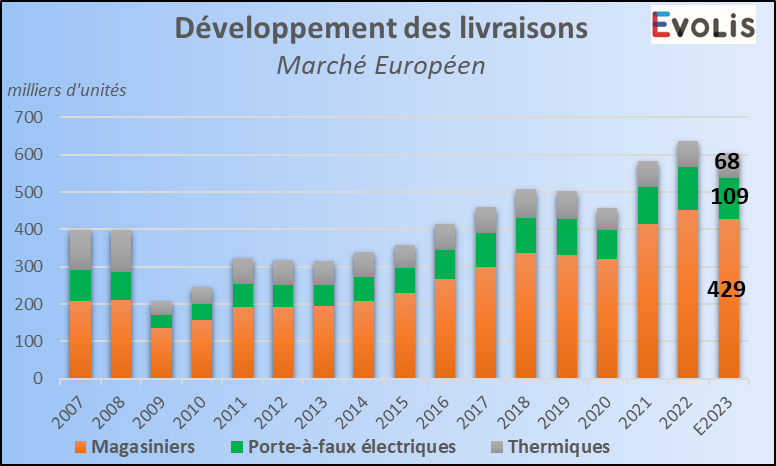 Développement des livraisons
EVOLIS
Marché Européen
milliers d'unités
700
600
500
400
300
200
100
0
68
109
429
2007 2008 2009 2010 2011 2012 2013 2014 2015 2016 2017 2018 2019 2020 2021 2022 E2023
Magasiniers Porte-à-faux électriques Thermiques